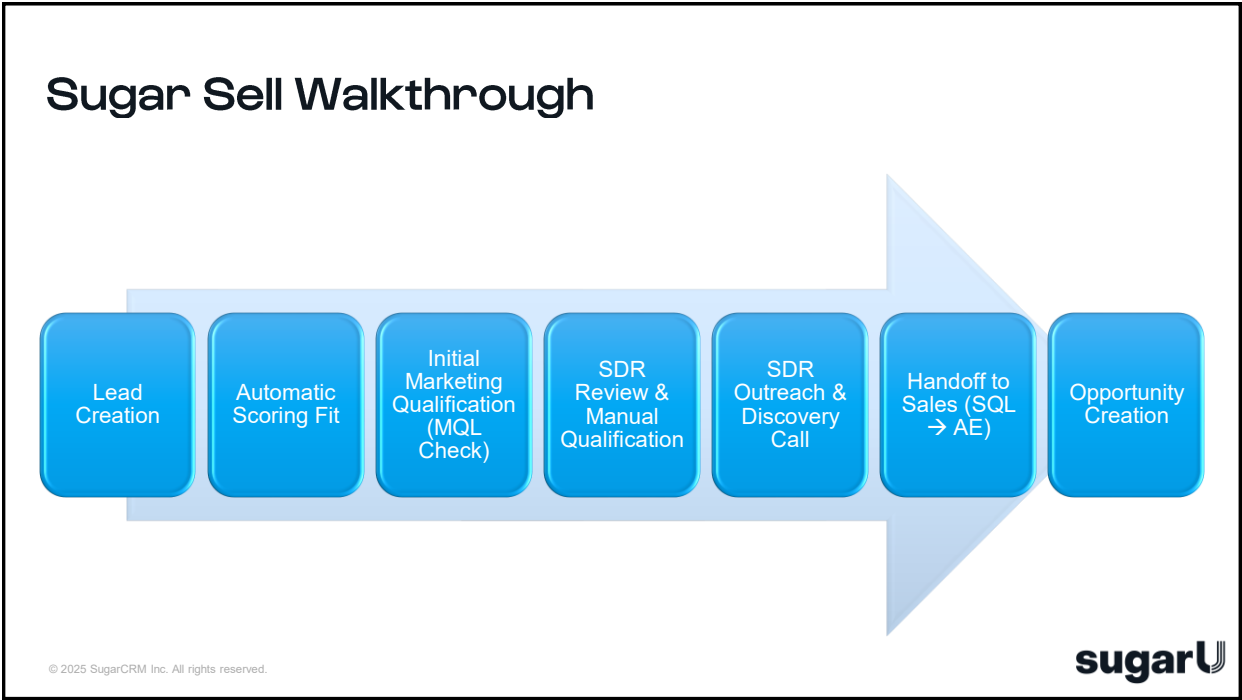 Sugar Sell Walkthrough
Lead
Creation
Automatic
Scoring Fit
Initial
Marketing
Qualification
(MQL
Check)
SDR
Review &
Manual
Qualification
SDR
Outreach &
Discovery
Call
Handoff to
Sales (SQL
→ AE)
Opportunity
Creation
© 2025 SugarCRM Inc. All rights reserved.
sugarU